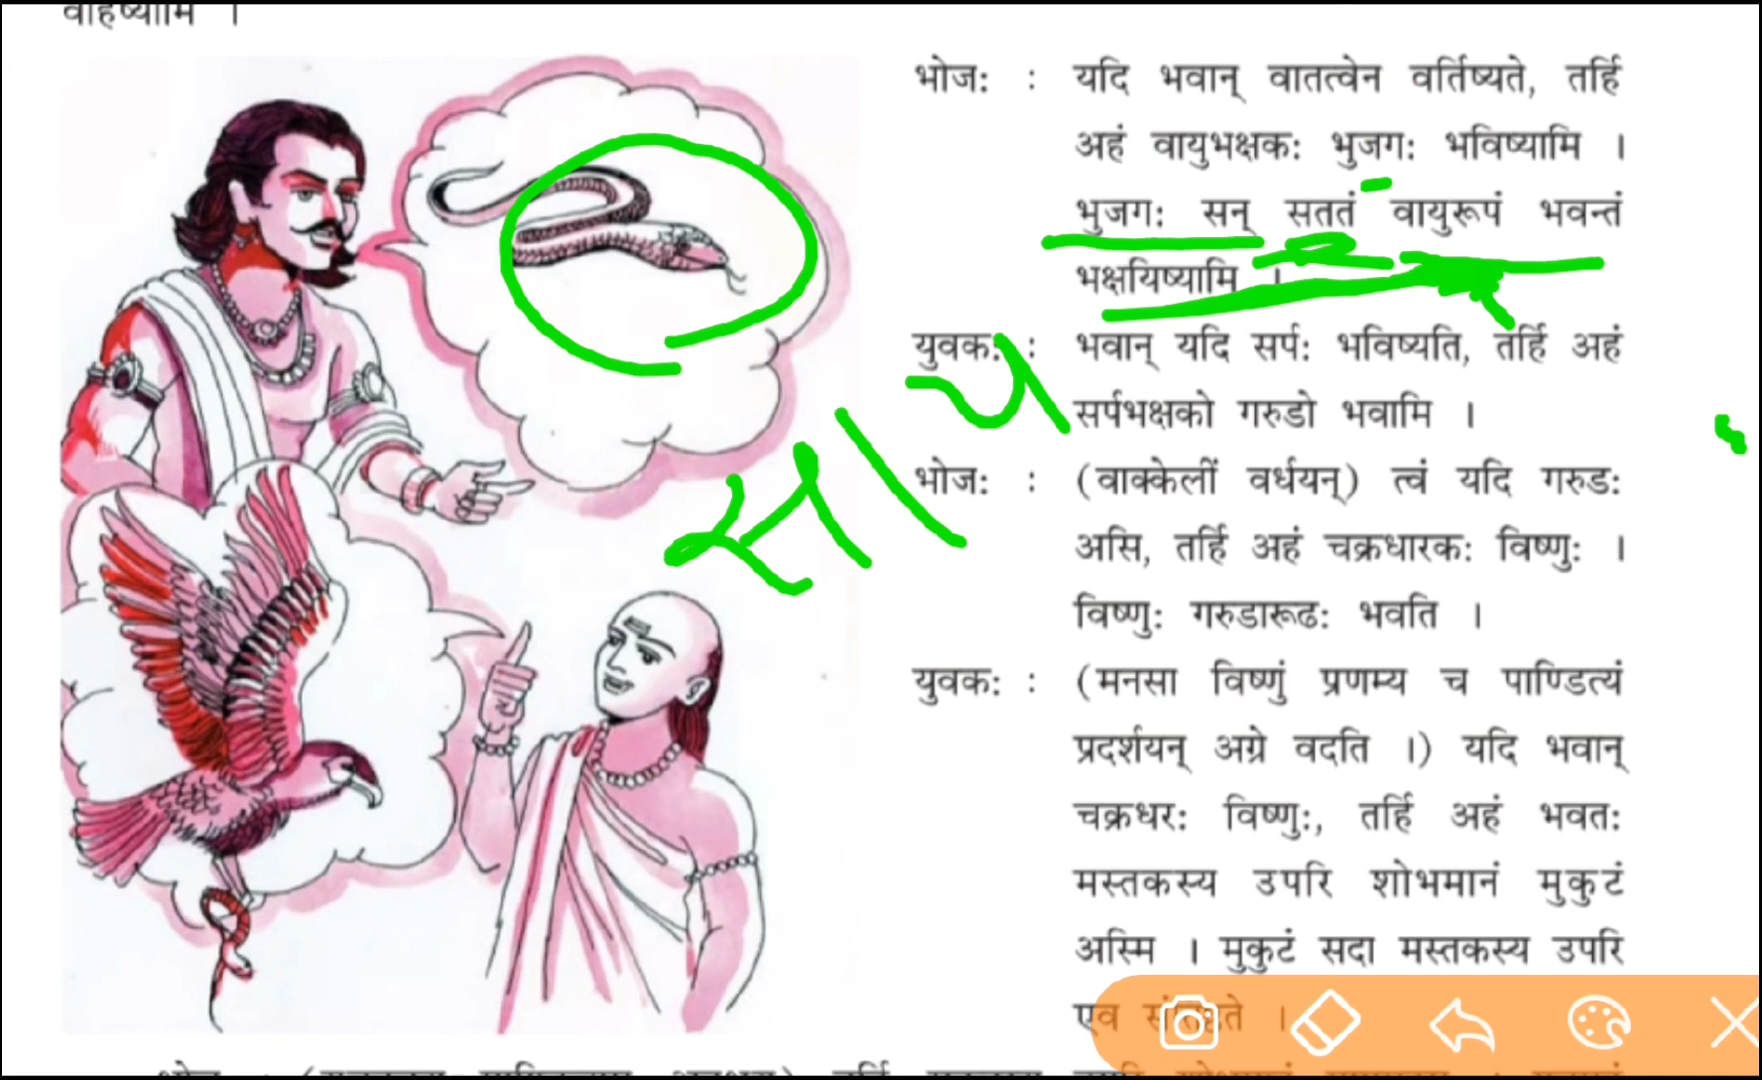 वहिष्यामि ।
भोजः : यदि भवान् वातत्वेन वर्तिष्यते, तर्हि
अहं वायुभक्षकः भुजगः भविष्यामि ।
भुजगः सन् सततं वायुरूपं भवन्तं
भक्षयिष्यामि ।
युवकः : भवान् यदि सर्पः भविष्यति, तर्हि अहं
सर्पभक्षको गरुडो भवामि ।
साप
भोजः : (वाक्केलीं वर्धयन्) त्वं यदि गरुडः
असि, तर्हि अहं चक्रधारकः विष्णुः ।
विष्णुः गरुडारूढः भवति ।
युवकः : (मनसा विष्णुं प्रणम्य च पाण्डित्यं
प्रदर्शयन् अग्रे वदति ।) यदि भवान्
चक्रधरः विष्णुः, तर्हि अहं भवतः
मस्तकस्य उपरि शोभमानं मुकुटं
अस्मि । मुकुटं सदा मस्तकस्य उपरि
एव ।